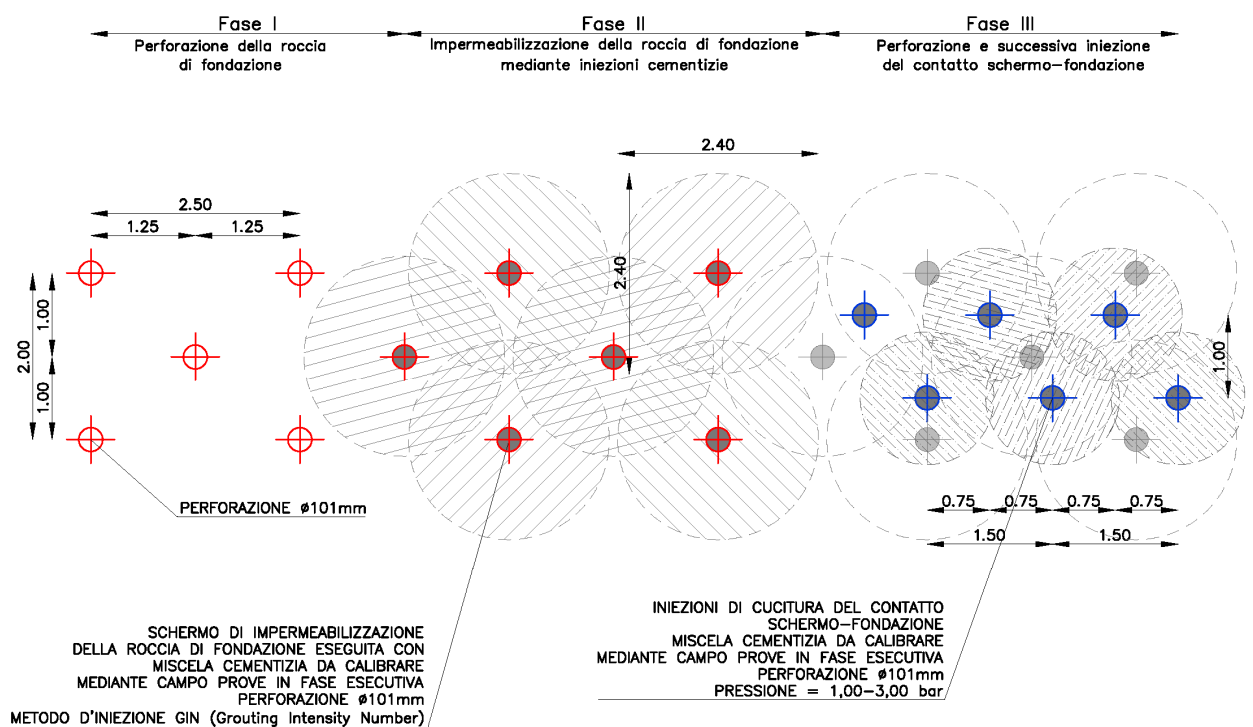 Fase I
Perforazione della roccia
di fondazione
Fase II
Impermeabilizzazione della roccia di fondazione
mediante iniezioni cementizie
Fase III
Perforazione e successiva iniezione
del contatto schermo-fondazione
2.40
2.50
1.25
1.25
2.40
2.00
1.00
1.00
1.00
PERFORAZIONE ø101mm
0.75
0.75
0.75
0.75
1.50
1.50
SCHERMO DI IMPERMEABILIZZAZIONE
DELLA ROCCIA DI FONDAZIONE ESEGUITA CON
MISCELA CEMENTIZIA DA CALIBRARE
MEDIANTE CAMPO PROVE IN FASE ESECUTIVA
PERFORAZIONE ø101mm
METODO D'INIEZIONE GIN (Grouting Intensity Number)
INIEZIONI DI CUCITURA DEL CONTATTO
SCHERMO-FONDAZIONE
MISCELA CEMENTIZIA DA CALIBRARE
MEDIANTE CAMPO PROVE IN FASE ESECUTIVA
PERFORAZIONE ø101mm
PRESSIONE = 1,00-3,00 bar